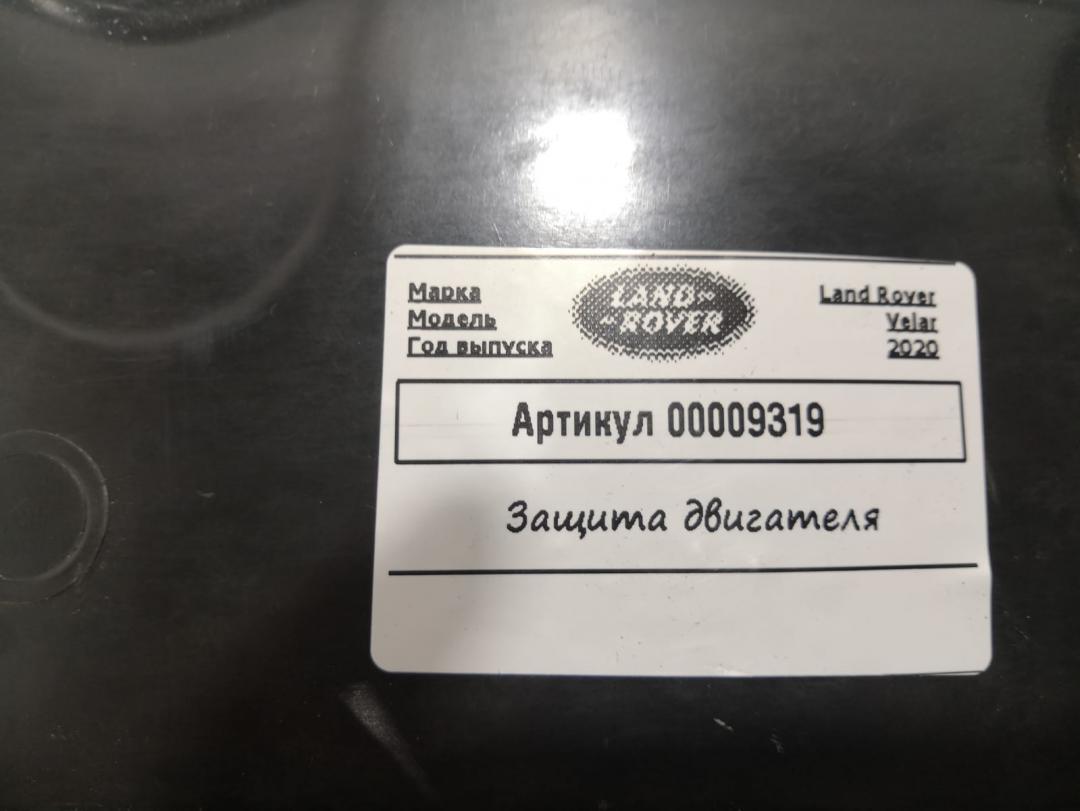 Марка LAND ROVER Land Rover
Модель Velar
Год выпуска 2020
Артикул 00009319
Защита двигателя